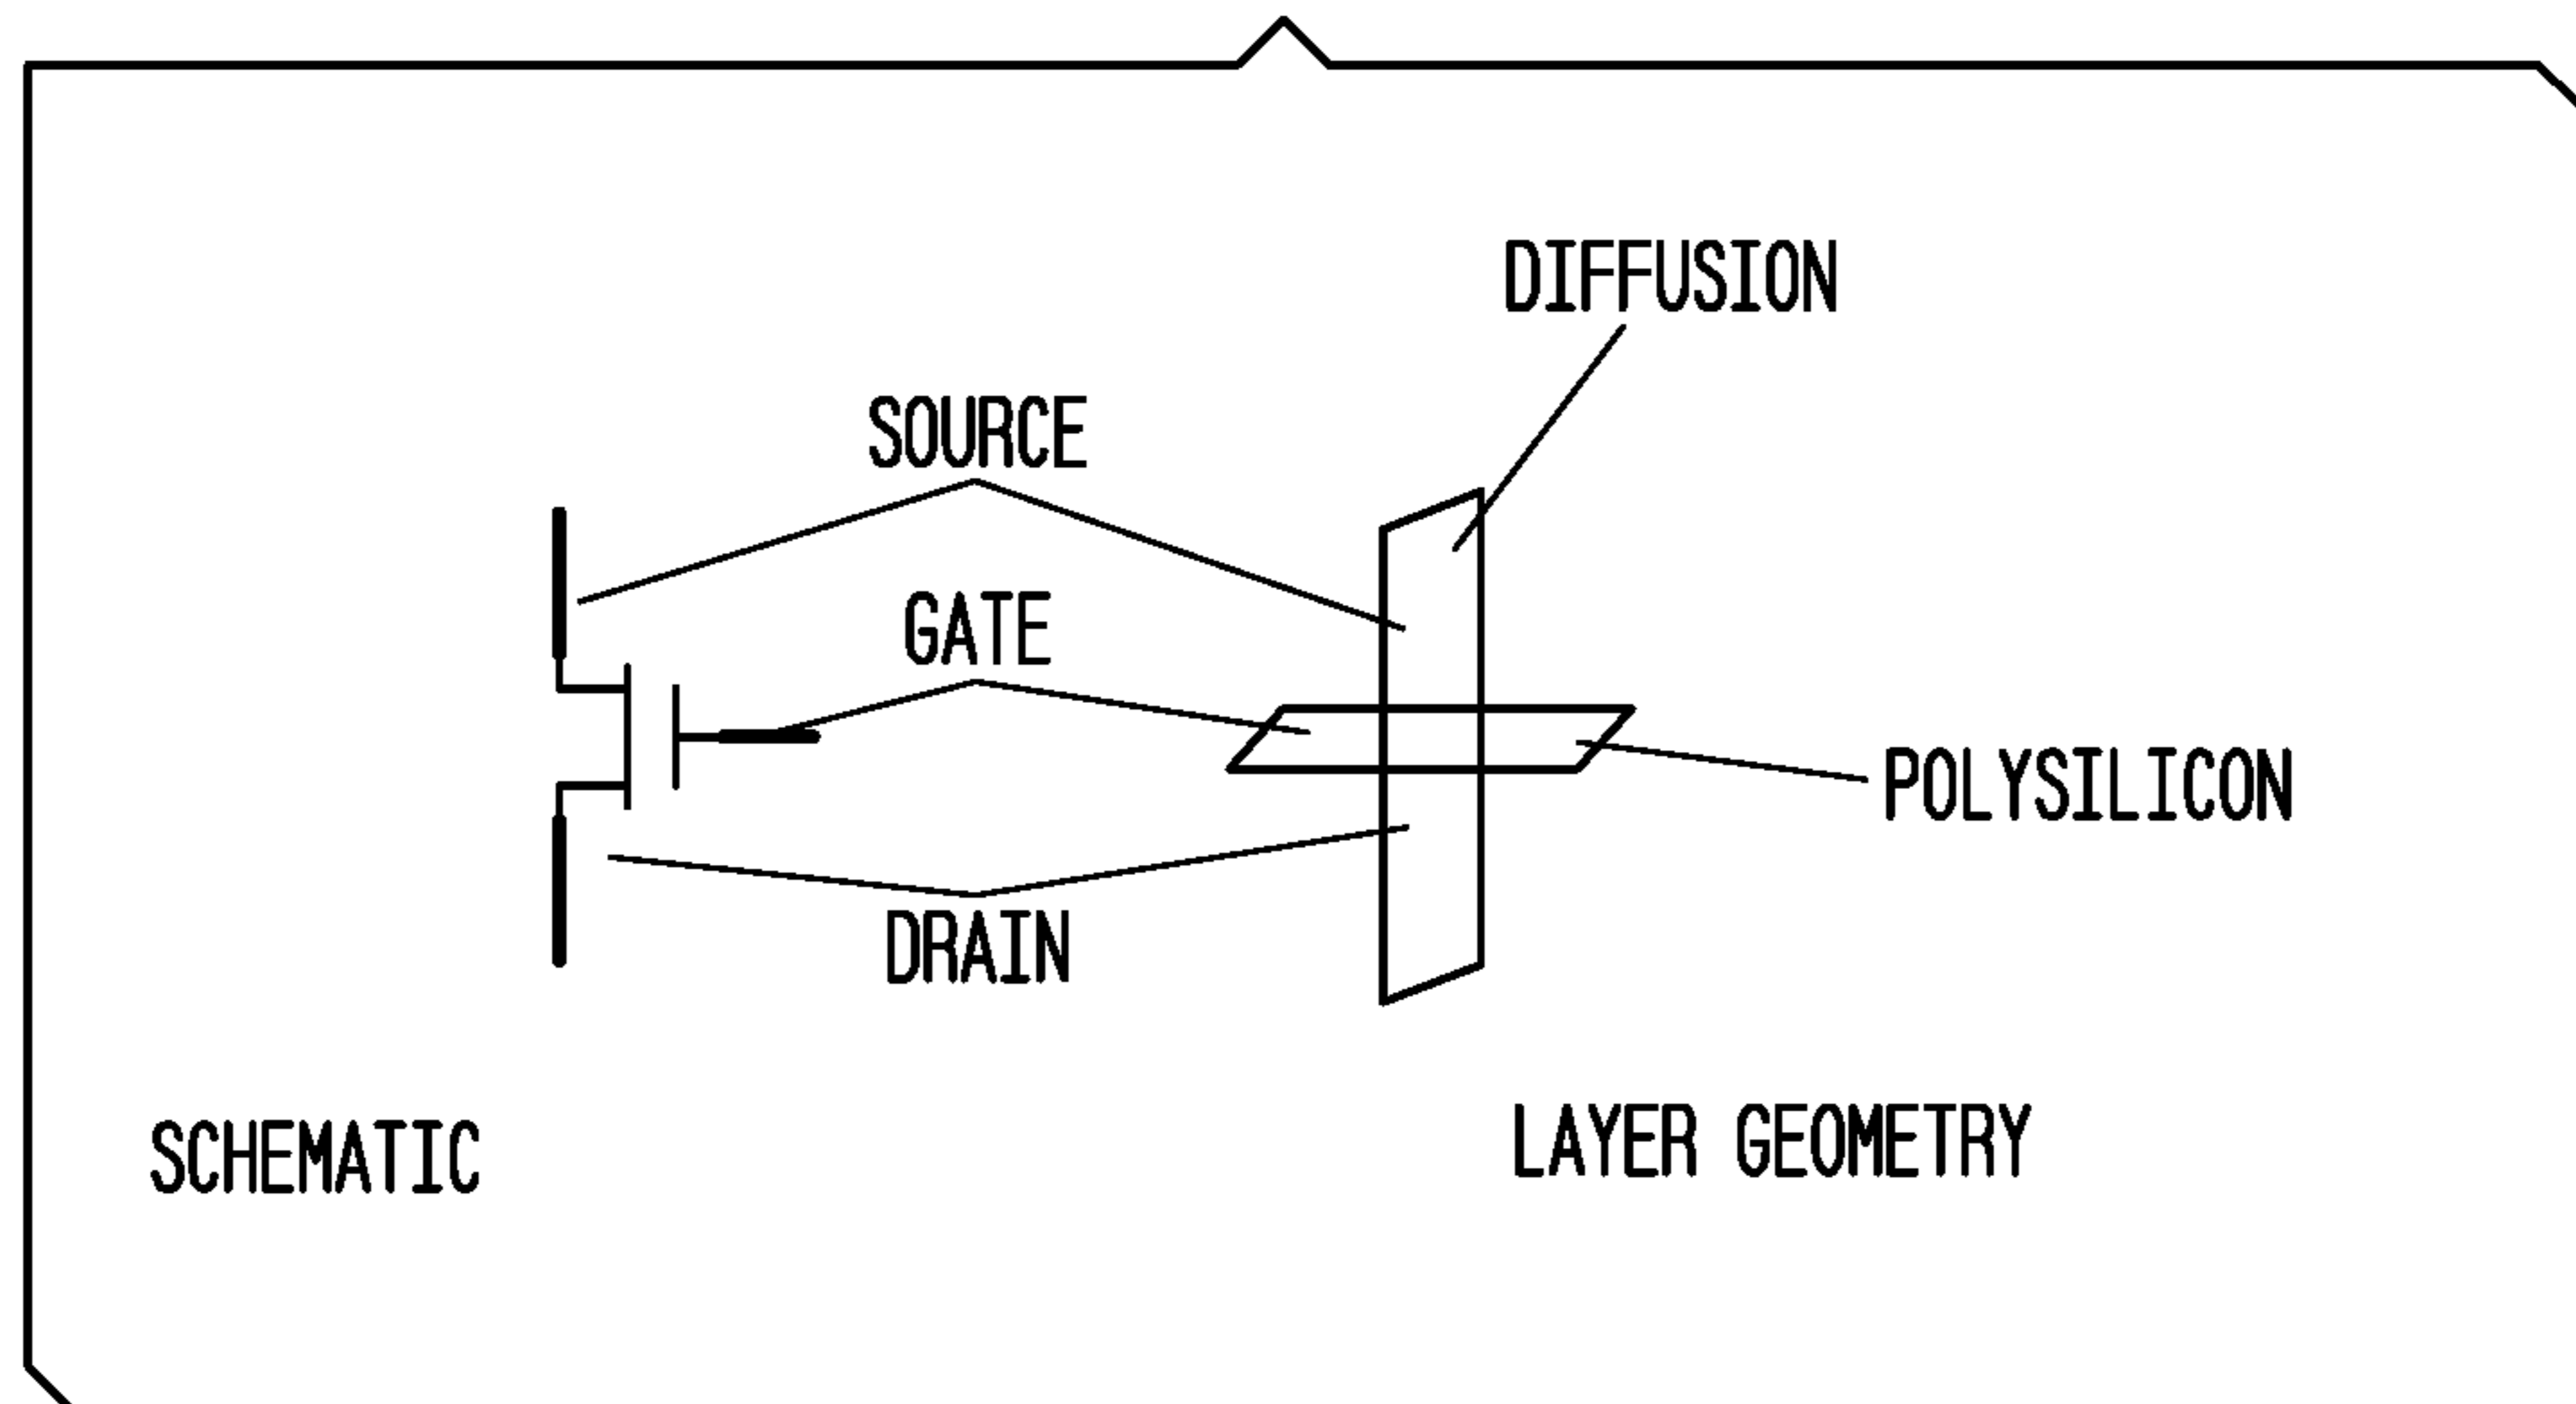 DIFFUSION
SOURCE
GATE
POLYSILICON
DRAIN
SCHEMATIC
LAYER GEOMETRY